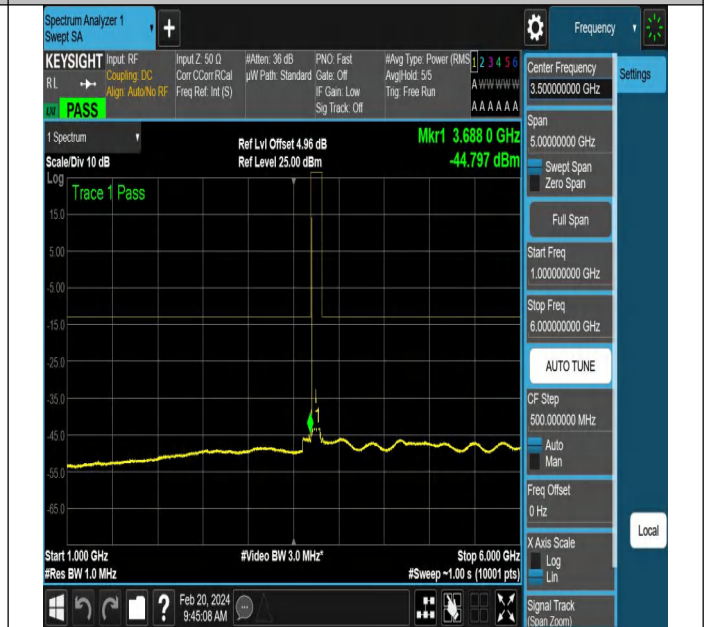 Spectrum Analyzer 1
Swept SA
Frequency
KEYSIGHT
RL
PASS
Input: RF
Coupling: DC
Align: Auto/No RF
Input Z: 50 Ω
Corr CCorr RCal
Freq Ref: Int (S)
#Atten: 36 dB
µW Path: Standard
PNO: Fast
Gate: Off
IF Gain: Low
Sig Track: Off
#Avg Type: Power (RMS
Avg|Hold: 5/5
Trig: Free Run
1 2 3 4 5 6
A W W W W W
A A A A A A
Settings
1 Spectrum
Scale/Div 10 dB
Ref Lvl Offset 4.96 dB
Ref Level 25.00 dBm
Mkr1 3.688 0 GHz
-44.797 dBm
Log
Trace 1 Pass
15.0
5.00
-5.00
-15.0
-25.0
-35.0
-45.0
-55.0
-65.0
1
Start 1.000 GHz
#Res BW 1.0 MHz
#Video BW 3.0 MHz*
Stop 6.000 GHz
#Sweep ~1.00 s (10001 pts)
Center Frequency
3.500000000 GHz
Span
5.00000000 GHz
Swept Span
Zero Span
Full Span
Start Freq
1.000000000 GHz
Stop Freq
6.000000000 GHz
AUTO TUNE
CF Step
500.000000 MHz
Auto
Man
Freq Offset
0 Hz
X Axis Scale
Log
Lin
Signal Track
(Span Zoom)
Local
?
Feb 20, 2024
9:45:08 AM